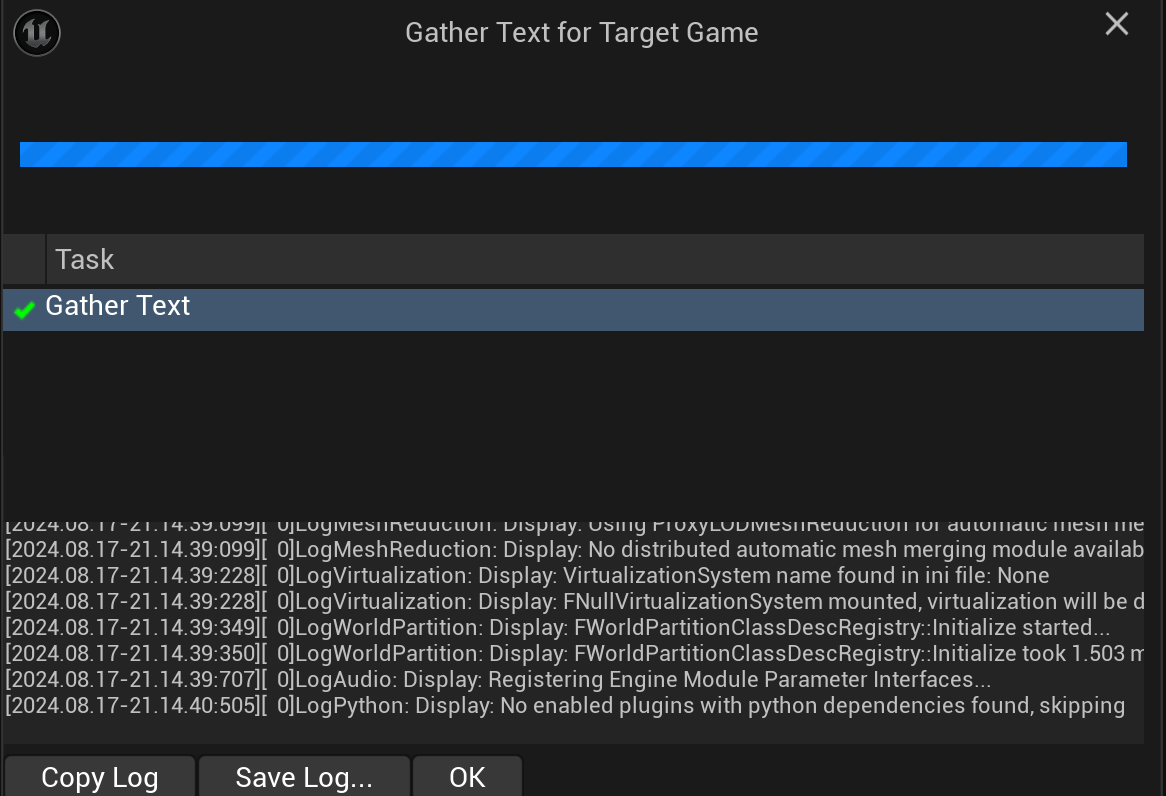 Gather Text for Target Game
Task
Gather Text
[2024.08.17-21.14.39:099][ 0]LogMeshReduction: Display: Using ProxyLODMeshReduction for automatic mesh me
[2024.08.17-21.14.39:099][ 0]LogMeshReduction: Display: No distributed automatic mesh merging module availab
[2024.08.17-21.14.39:228][ 0]LogVirtualization: Display: VirtualizationSystem name found in ini file: None
[2024.08.17-21.14.39:228][ 0]LogVirtualization: Display: FNullVirtualizationSystem mounted, virtualization will be d
[2024.08.17-21.14.39:349][ 0]LogWorldPartition: Display: FWorldPartitionClassDescRegistry::Initialize started...
[2024.08.17-21.14.39:350][ 0]LogWorldPartition: Display: FWorldPartitionClassDescRegistry::Initialize took 1.503 m
[2024.08.17-21.14.39:707][ 0]LogAudio: Display: Registering Engine Module Parameter Interfaces...
[2024.08.17-21.14.40:505][ 0]LogPython: Display: No enabled plugins with python dependencies found, skipping
Copy Log Save Log... OK